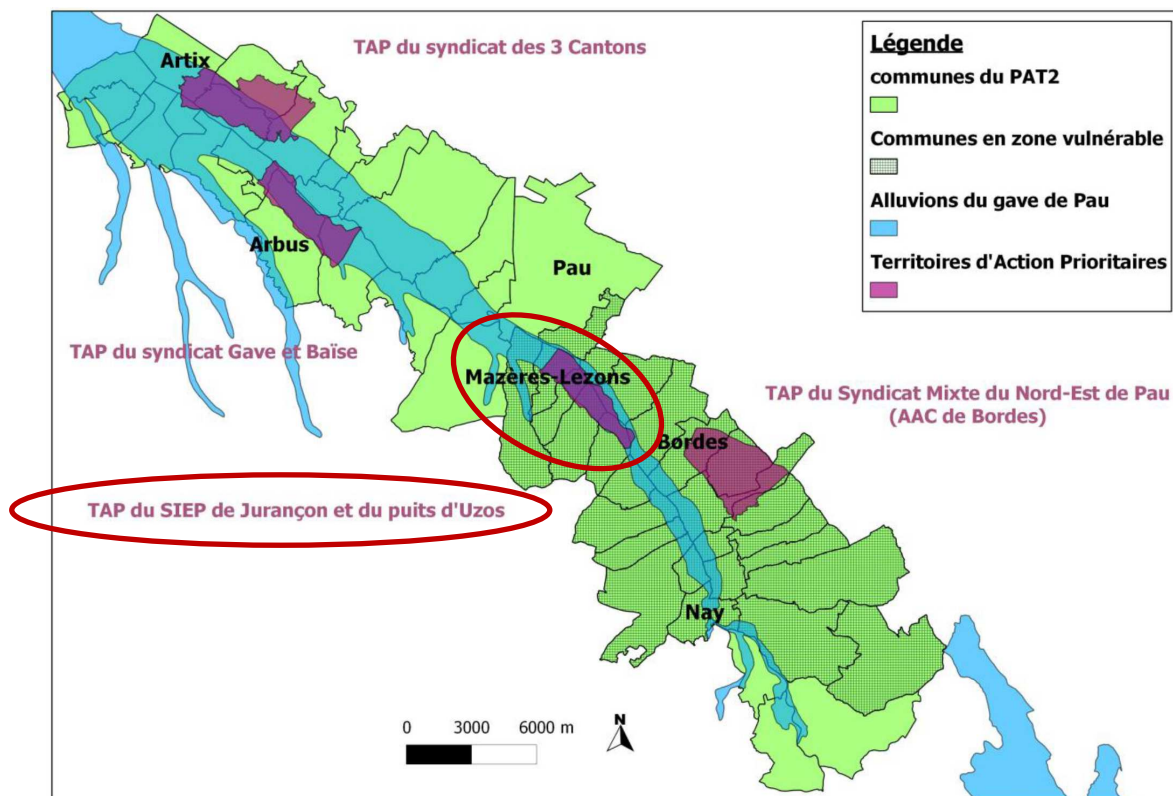 TAP du syndicat des 3 Cantons
Artix
Légende
communes du PAT2
Communes en zone vulnérable
Alluvions du gave de Pau
Territoires d'Action Prioritaires
Arbus
Pau
TAP du syndicat Gave et Baïse
Mazères-Lezons
TAP du Syndicat Mixte du Nord-Est de Pau
(AAC de Bordes)
Bordes
TAP du SIEP de Jurançon et du puits d'Uzos
Nay
0 3000 6000 m
N